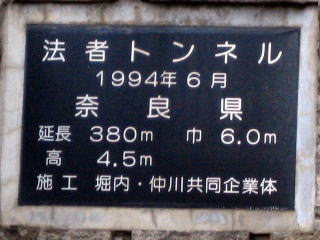 法者トンネル
1994年6月
奈良県
延長 380m 巾 6.0m
高 4.5m
施工 堀内・仲川共同企業体